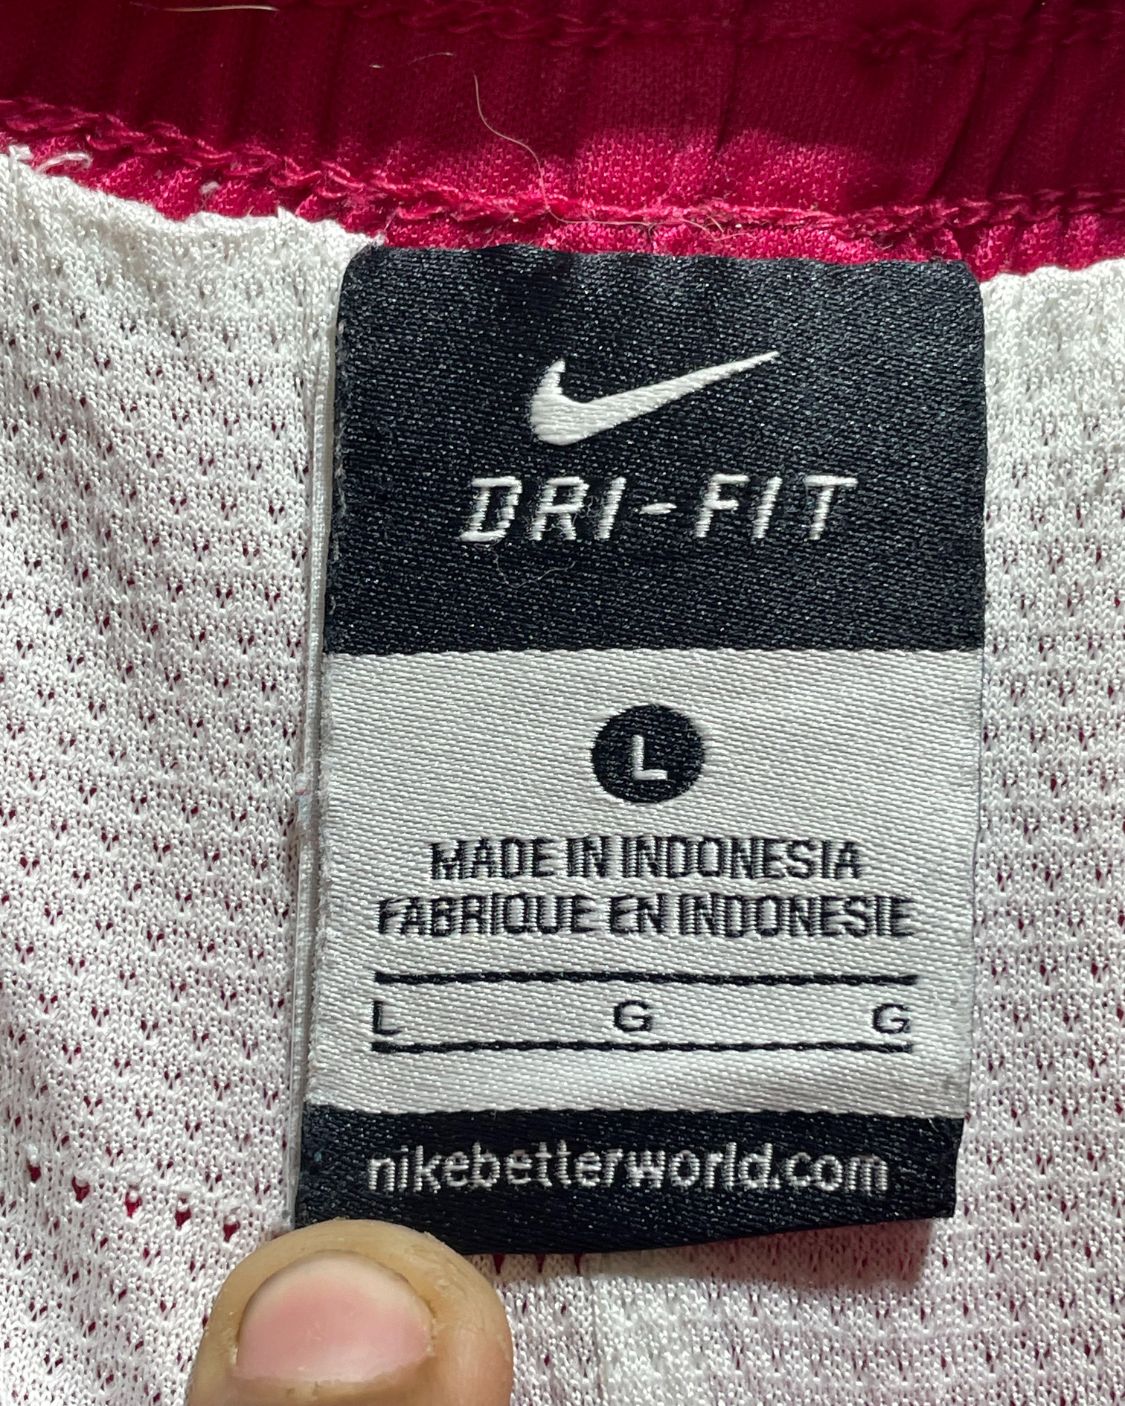 DRI-FIT
L
MADE IN INDONESIA
FABRIQUE EN INDONESIE
L G G
nikebetterworld.com